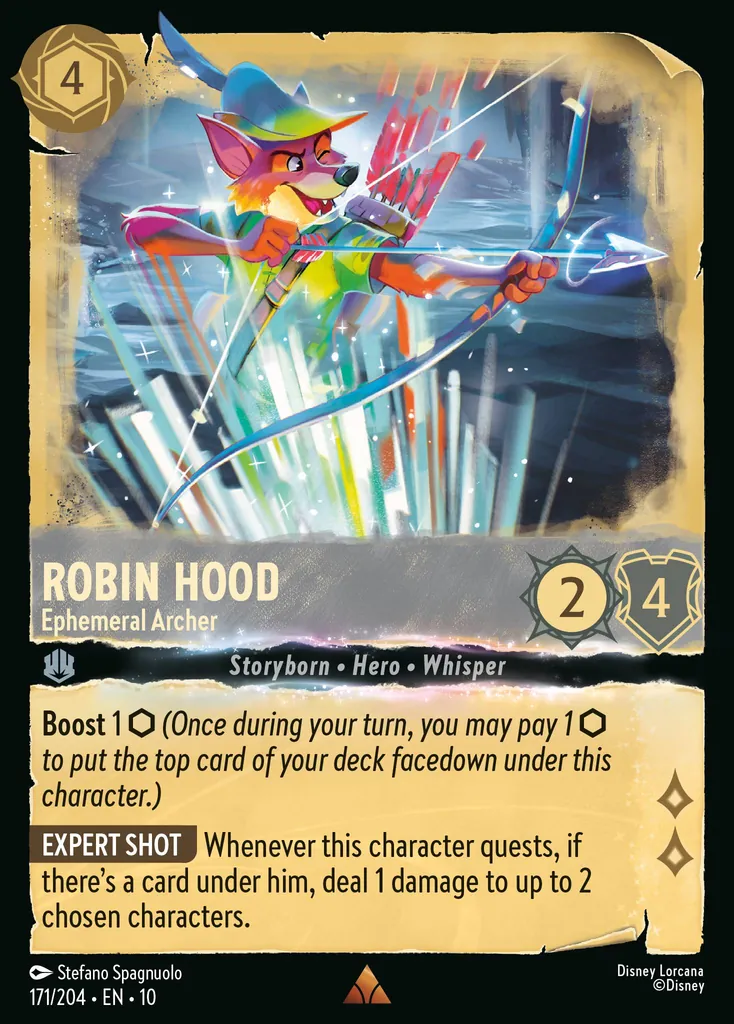 4
ROBIN HOOD
Ephemeral Archer
2
4
Storyborn • Hero • Whisper
Boost 1 ⬡ (Once during your turn, you may pay 1 ⬡
to put the top card of your deck facedown under this
character.)
EXPERT SHOT Whenever this character quests, if
there's a card under him, deal 1 damage to up to 2
chosen characters.
Stefano Spagnuolo
171/204 • EN • 10
Disney Lorcana
©Disney